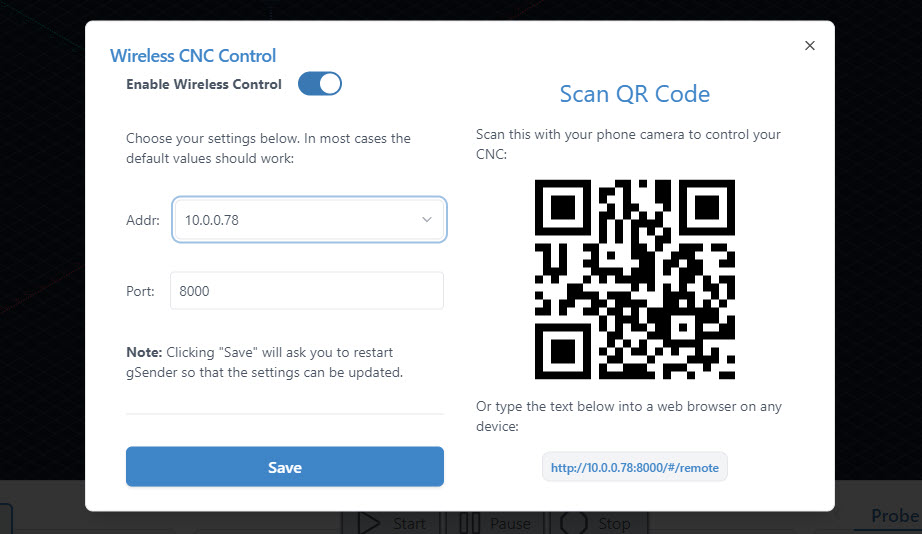 Wireless CNC Control
Enable Wireless Control
Choose your settings below. In most cases the
default values should work:
Addr:
10.0.0.78
Port:
8000
Note: Clicking "Save" will ask you to restart
gSender so that the settings can be updated.
Save
Scan QR Code
Scan this with your phone camera to control your
CNC:
Or type the text below into a web browser on any
device:
http://10.0.0.78:8000/#/remote
Start
Pause
Stop
Probe